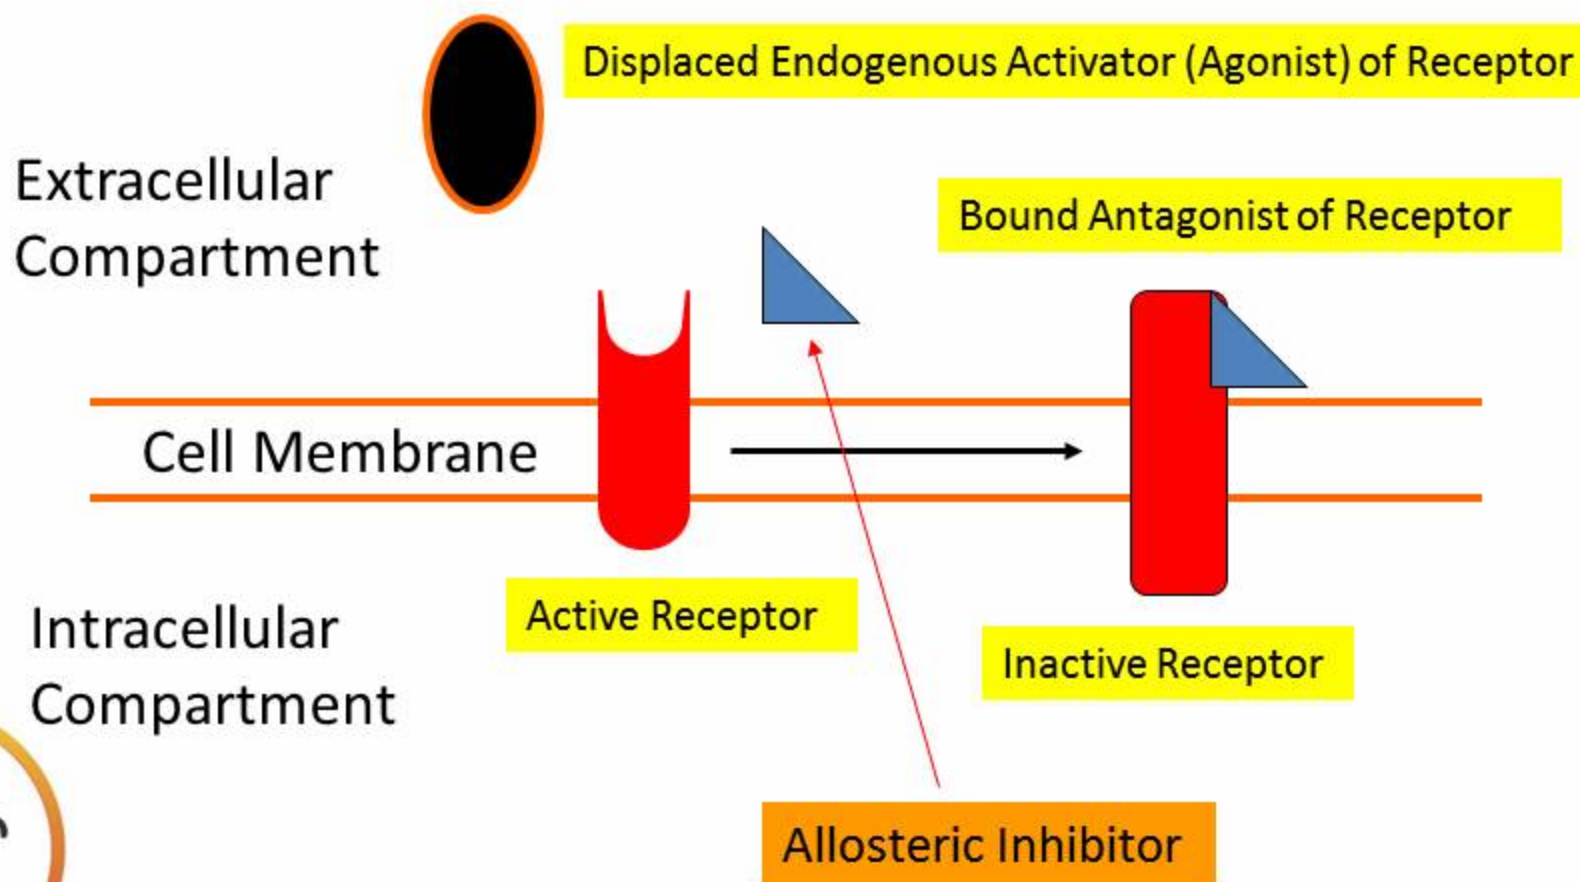 Displaced Endogenous Activator (Agonist) of Receptor
Extracellular
Compartment
Bound Antagonist of Receptor
Cell Membrane
Active Receptor
Inactive Receptor
Intracellular
Compartment
Allosteric Inhibitor